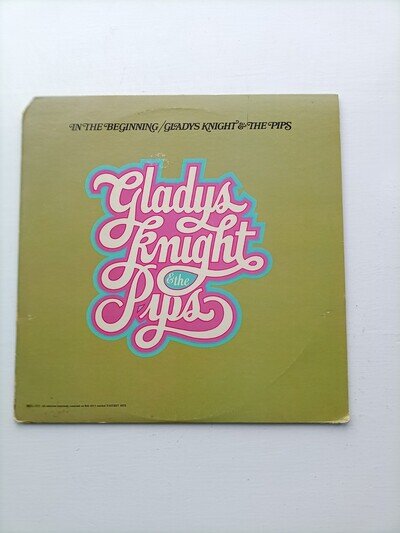 IN THE BEGINNING/GLADYS KNIGHT & THE PIPS
Gladys
Knight
& the
Pips